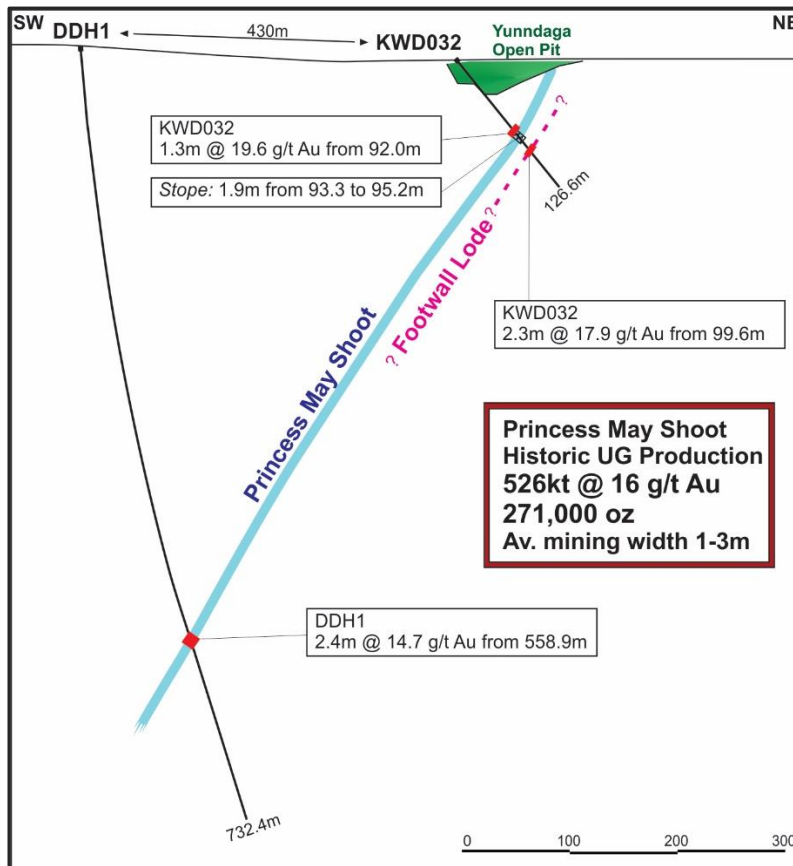 SW
NE
DDH1
430m
KWD032
Yunndaga
Open Pit
KWD032
1.3m @ 19.6 g/t Au from 92.0m
Stope: 1.9m from 93.3 to 95.2m
?
126.6m
? Footwall Lode ?
KWD032
2.3m @ 17.9 g/t Au from 99.6m
Princess May Shoot
Princess May Shoot
Historic UG Production
526kt @ 16 g/t Au
271,000 oz
Av. mining width 1-3m
DDH1
2.4m @ 14.7 g/t Au from 558.9m
732.4m
0 100 200 300